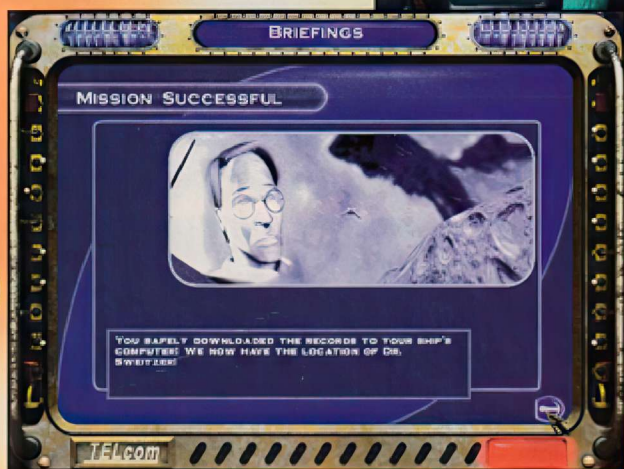 BRIEFINGS
MISSION SUCCESSFUL
YOU SAFELY DOWNLOADED THE RECORDS TO YOUR SHIP'S
COMPUTER! WE NOW HAVE THE LOCATION OF DR.
SWEITZER!
TELcom